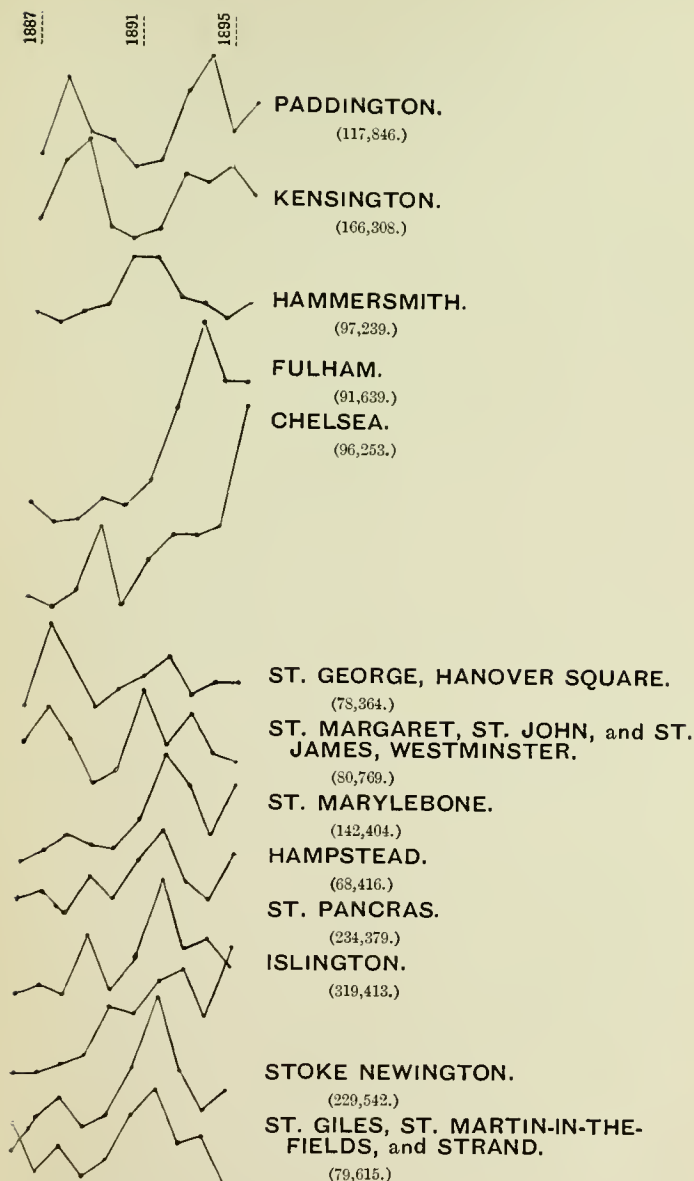 1887
1891
1895
PADDINGTON.
(117,846.)
KENSINGTON.
(166,308.)
HAMMERSMITH.
(97,239.)
FULHAM.
(91,639.)
CHELSEA.
(96,253.)
ST. GEORGE, HANOVER SQUARE.
(78,364.)
ST. MARGARET, ST. JOHN, and ST.
JAMES, WESTMINSTER.
(80,769.)
ST. MARYLEBONE.
(142,404.)
HAMPSTEAD.
(68,416.)
ST. PANCRAS.
(234,379.)
ISLINGTON.
(319,413.)
STOKE NEWINGTON.
(229,542.)
ST. GILES, ST. MARTIN-IN-THE-
FIELDS, and STRAND.
(79,615.)